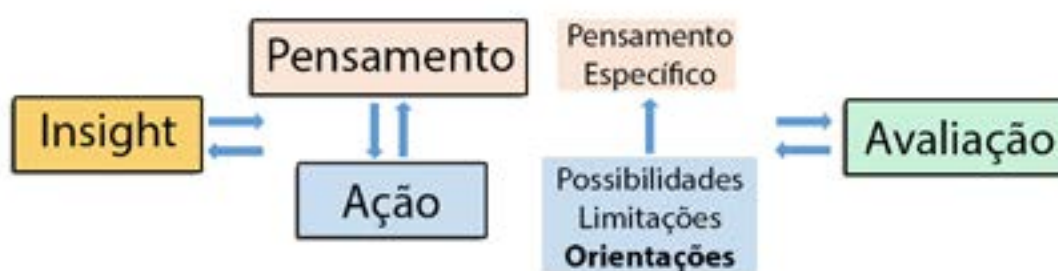 Insight
Pensamento
Ação
Pensamento
Específico
Possibilidades
Limitações
Orientações
Avaliação